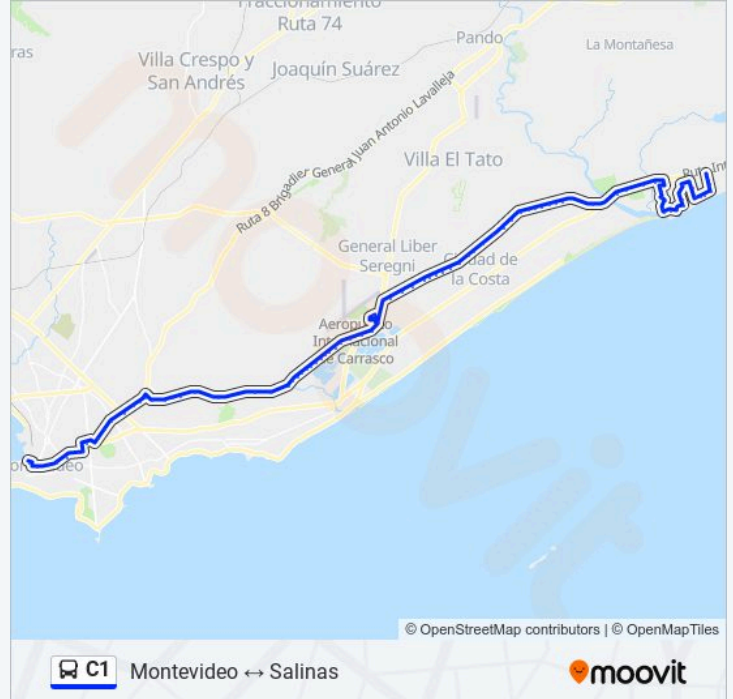 Fraccionamiento
Ruta 74
Pando
La Montañesa
ras
Villa Crespo y
San Andrés
Joaquín Suárez
Ruta 8 Brigadier General Juan Antonio Lavalleja
Villa El Tato
Ruta Int
General Liber
Seregni
Ciudad de
la Costa
Aeropuerto
Internacional
de Carrasco
Montevideo
© OpenStreetMap contributors | © OpenMapTiles
C1 Montevideo ↔ Salinas
moovit